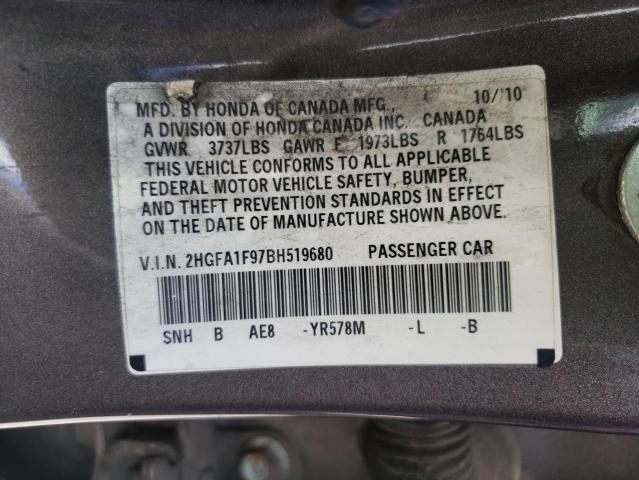 MFD. BY HONDA OF CANADA MFG., 10/10
A DIVISION OF HONDA CANADA INC. CANADA
GVWR 3737LBS GAWR F 1973LBS R 1764LBS
THIS VEHICLE CONFORMS TO ALL APPLICABLE
FEDERAL MOTOR VEHICLE SAFETY, BUMPER,
AND THEFT PREVENTION STANDARDS IN EFFECT
ON THE DATE OF MANUFACTURE SHOWN ABOVE.
V.I.N. 2HGFA1F97BH519680 PASSENGER CAR
SNH B AE8 -YR578M -L -B